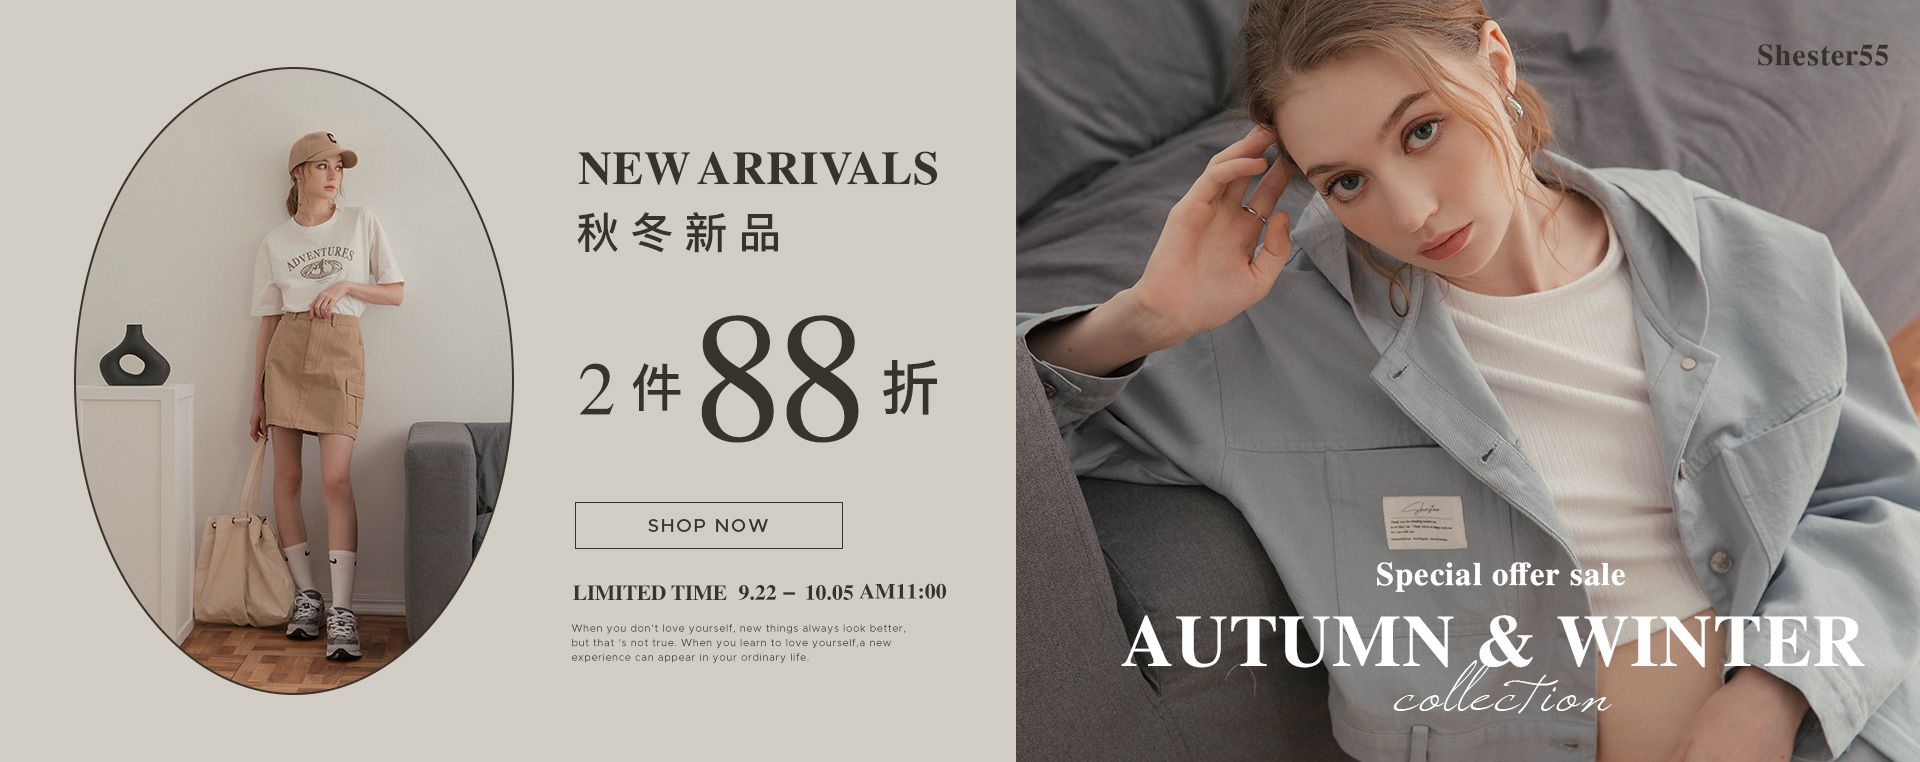 ADVENTURES
NEW ARRIVALS
秋冬新品
2件88折
SHOP NOW
LIMITED TIME 9.22 – 10.05 AM11:00
When you don't love yourself, new things always look better,
but that 's not true. When you learn to love yourself,a new
experience can appear in your ordinary life.
Shester55
Shester
Special offer sale
AUTUMN & WINTER
collection